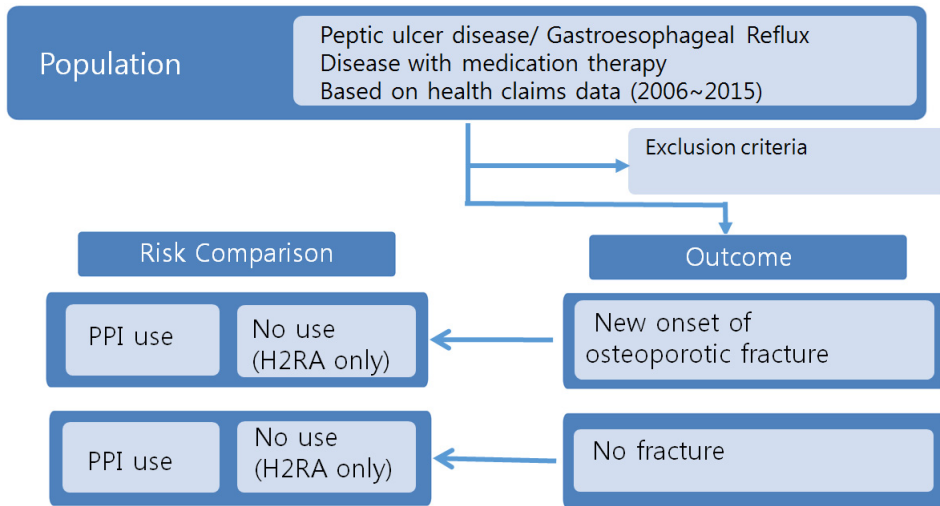 Population
Peptic ulcer disease/ Gastroesophageal Reflux
Disease with medication therapy
Based on health claims data (2006~2015)
Exclusion criteria
Risk Comparison
Outcome
PPI use
No use
(H2RA only)
New onset of
osteoporotic fracture
PPI use
No use
(H2RA only)
No fracture